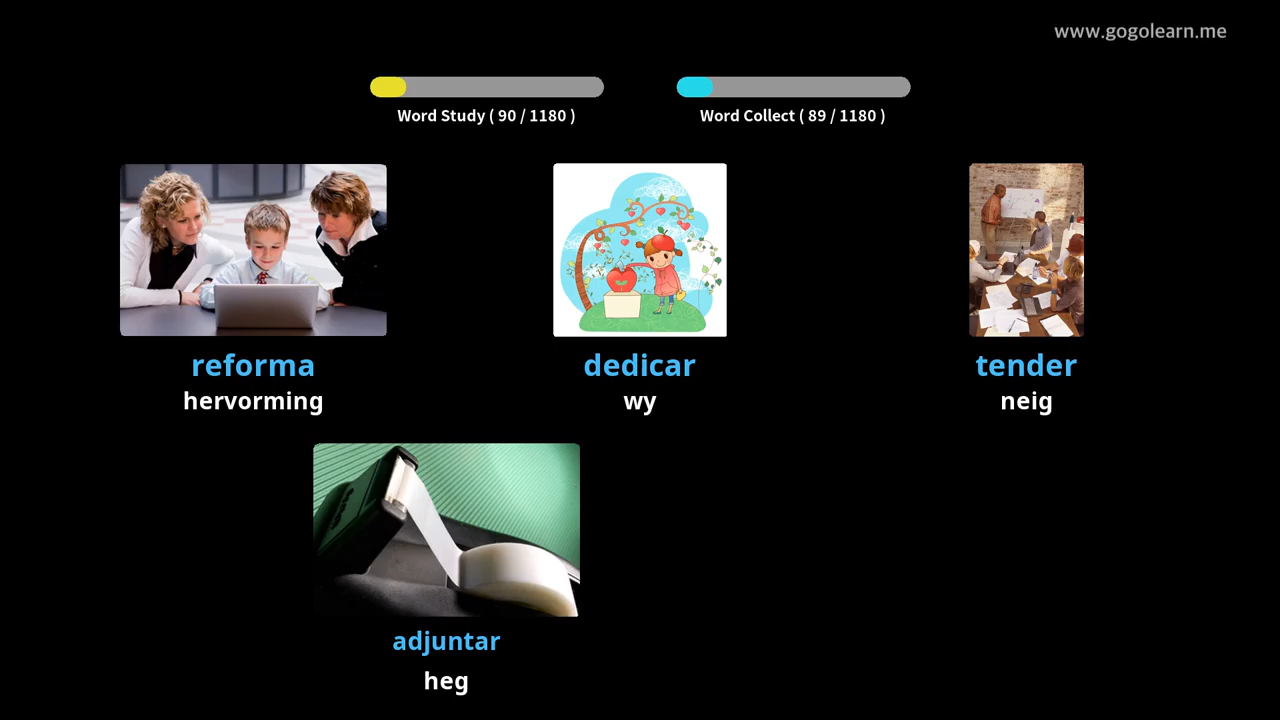 www.gogolearn.me
Word Study ( 90 / 1180 )
Word Collect ( 89 / 1180 )
reforma
hervorming
dedicar
wy
tender
neig
adjuntar
heg